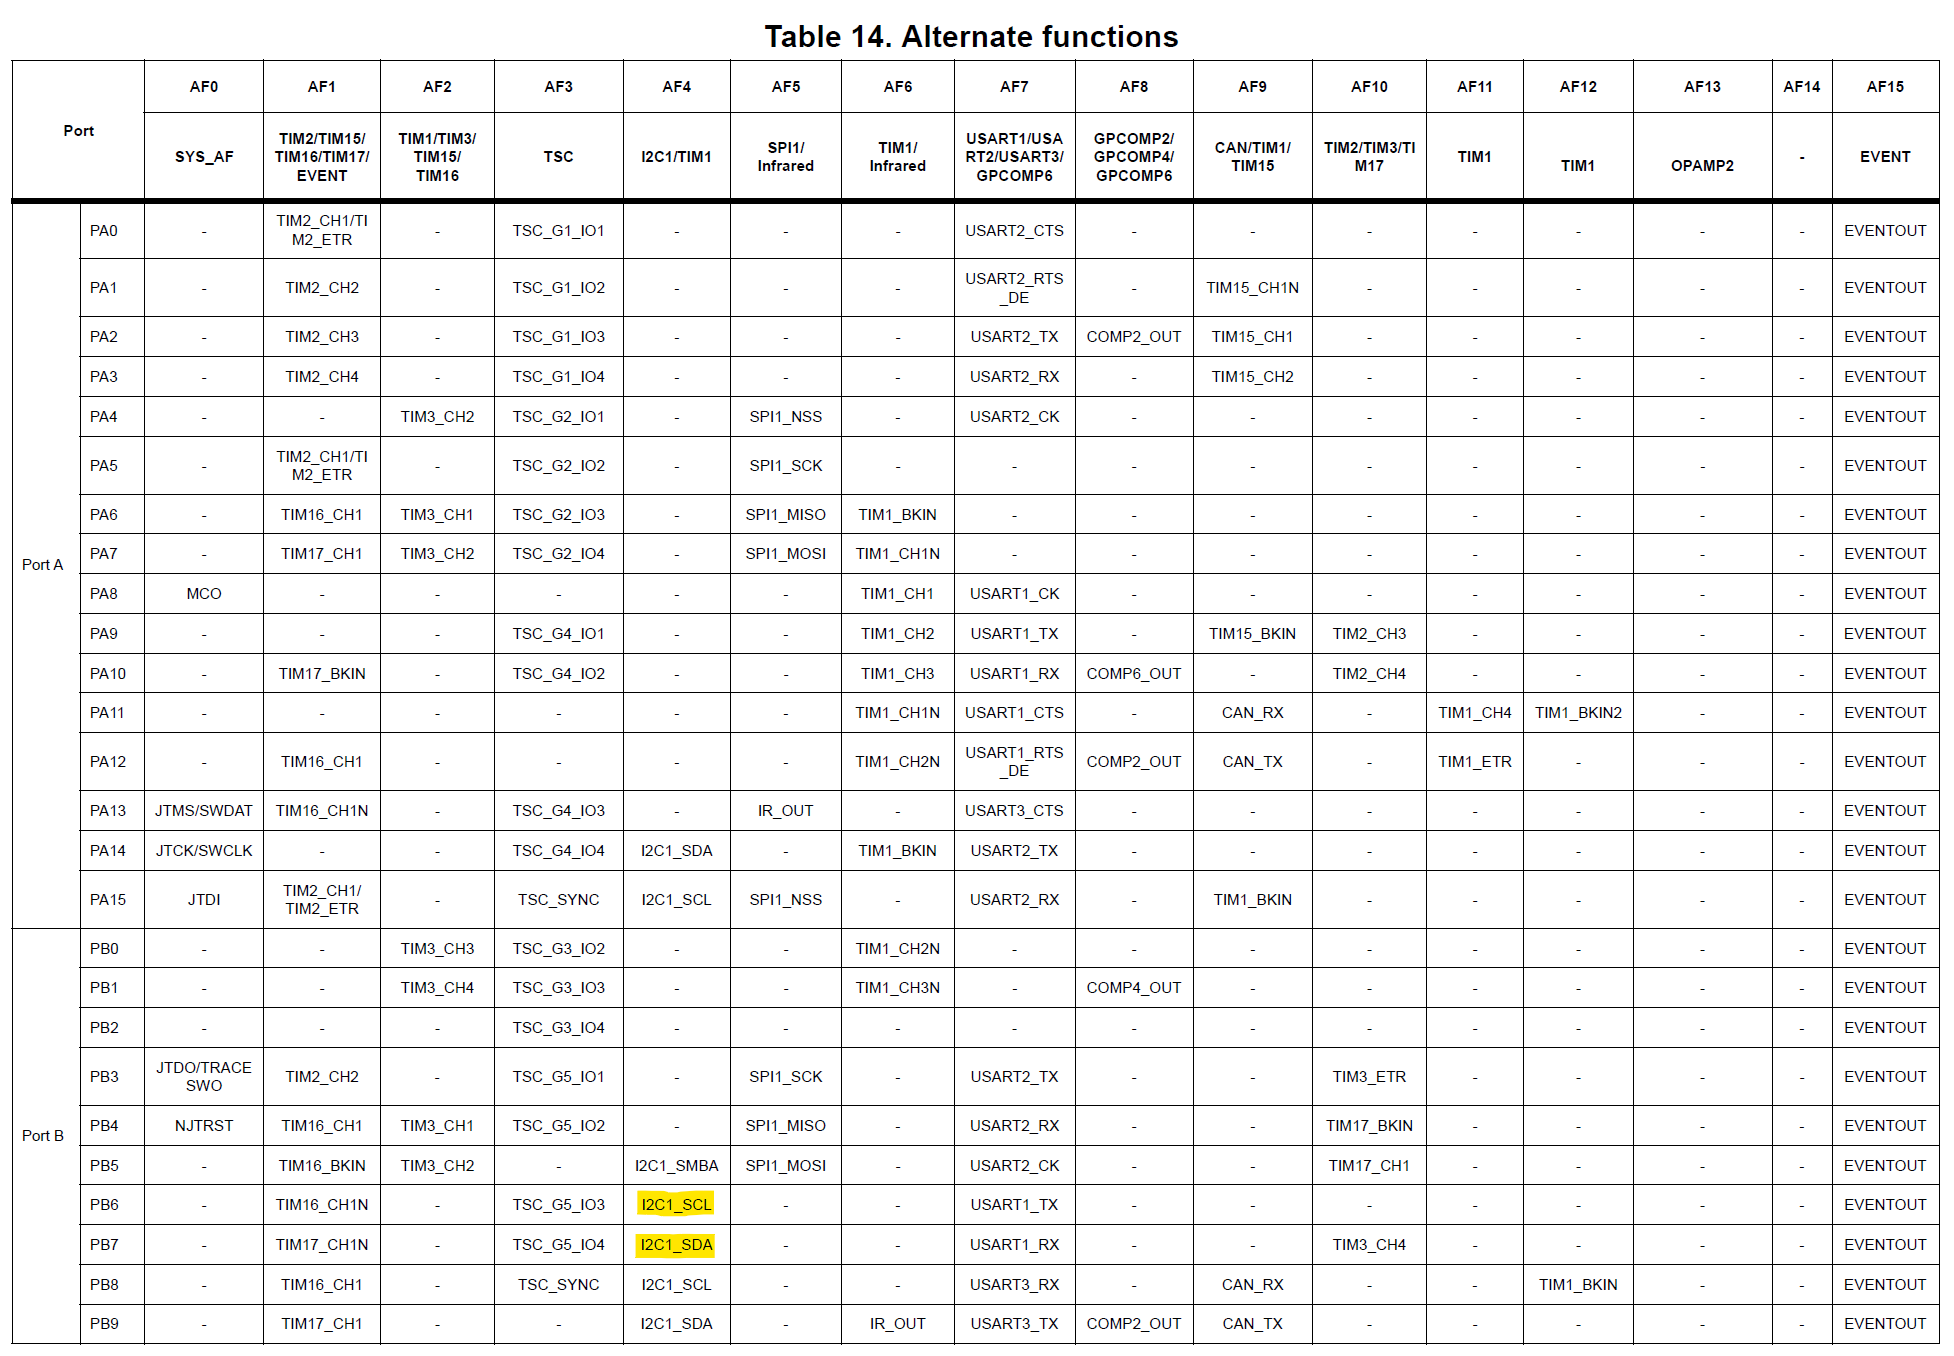 Table 14. Alternate functions
Port AF0 AF1 AF2 AF3 AF4 AF5 AF6 AF7 AF8 AF9 AF10 AF11 AF12 AF13 AF14 AF15
SYS_AF TIM2/TIM15/TIM16/TIM17/EVENT TIM1/TIM3/TIM15/TIM16 TSC I2C1/TIM1 SPI1/Infrared TIM1/Infrared USART1/USART2/USART3/GPCOMP6 GPCOMP2/GPCOMP4/GPCOMP6 CAN/TIM1/TIM15 TIM2/TIM3/TIM17 TIM1 TIM1 OPAMP2 - EVENT
Port A
PA0 - TIM2_CH1/TIM2_ETR - TSC_G1_IO1 - - - USART2_CTS - - - - - - - EVENTOUT
PA1 - TIM2_CH2 - TSC_G1_IO2 - - - USART2_RTS_DE - TIM15_CH1N - - - - - EVENTOUT
PA2 - TIM2_CH3 - TSC_G1_IO3 - - - USART2_TX COMP2_OUT TIM15_CH1 - - - - - EVENTOUT
PA3 - TIM2_CH4 - TSC_G1_IO4 - - - USART2_RX - TIM15_CH2 - - - - - EVENTOUT
PA4 - - TIM3_CH2 TSC_G2_IO1 - SPI1_NSS - USART2_CK - - - - - - - EVENTOUT
PA5 - TIM2_CH1/TIM2_ETR - TSC_G2_IO2 - SPI1_SCK - - - - - - - - - EVENTOUT
PA6 - TIM16_CH1 TIM3_CH1 TSC_G2_IO3 - SPI1_MISO TIM1_BKIN - - - - - - - - EVENTOUT
PA7 - TIM17_CH1 TIM3_CH2 TSC_G2_IO4 - SPI1_MOSI TIM1_CH1N - - - - - - - - EVENTOUT
PA8 MCO - - - - - TIM1_CH1 USART1_CK - - - - - - - EVENTOUT
PA9 - - - TSC_G4_IO1 - - TIM1_CH2 USART1_TX - TIM15_BKIN TIM2_CH3 - - - - EVENTOUT
PA10 - TIM17_BKIN - TSC_G4_IO2 - - TIM1_CH3 USART1_RX COMP6_OUT - TIM2_CH4 - - - - EVENTOUT
PA11 - - - - - - TIM1_CH1N USART1_CTS - CAN_RX - TIM1_CH4 TIM1_BKIN2 - - EVENTOUT
PA12 - TIM16_CH1 - - - - TIM1_CH2N USART1_RTS_DE COMP2_OUT CAN_TX - TIM1_ETR - - - EVENTOUT
PA13 JTMS/SWDAT TIM16_CH1N - TSC_G4_IO3 - IR_OUT - USART3_CTS - - - - - - - EVENTOUT
PA14 JTCK/SWCLK - - TSC_G4_IO4 I2C1_SDA - TIM1_BKIN USART2_TX - - - - - - - EVENTOUT
PA15 JTDI TIM2_CH1/TIM2_ETR - TSC_SYNC I2C1_SCL SPI1_NSS - USART2_RX - TIM1_BKIN - - - - - EVENTOUT
Port B
PB0 - - TIM3_CH3 TSC_G3_IO2 - - TIM1_CH2N - - - - - - - - EVENTOUT
PB1 - - TIM3_CH4 TSC_G3_IO3 - - TIM1_CH3N - COMP4_OUT - - - - - - EVENTOUT
PB2 - - - TSC_G3_IO4 - - - - - - - - - - - EVENTOUT
PB3 JTDO/TRACESWO TIM2_CH2 - TSC_G5_IO1 - SPI1_SCK - USART2_TX - - TIM3_ETR - - - - EVENTOUT
PB4 NJTRST TIM16_CH1 TIM3_CH1 TSC_G5_IO2 - SPI1_MISO - USART2_RX - - TIM17_BKIN - - - - EVENTOUT
PB5 - TIM16_BKIN TIM3_CH2 - I2C1_SMBA SPI1_MOSI - USART2_CK - - TIM17_CH1 - - - - EVENTOUT
PB6 - TIM16_CH1N - TSC_G5_IO3 I2C1_SCL - - USART1_TX - - - - - - - EVENTOUT
PB7 - TIM17_CH1N - TSC_G5_IO4 I2C1_SDA - - USART1_RX - - TIM3_CH4 - - - - EVENTOUT
PB8 - TIM16_CH1 - TSC_SYNC I2C1_SCL - - USART3_RX - CAN_RX - - TIM1_BKIN - - EVENTOUT
PB9 - TIM17_CH1 - - I2C1_SDA - IR_OUT USART3_TX COMP2_OUT CAN_TX - - - - - EVENTOUT